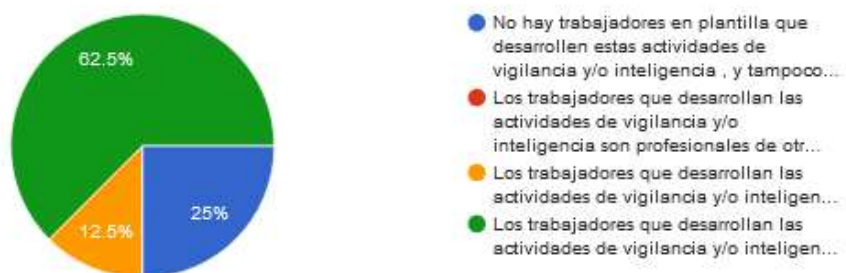 62.5%
12.5%
25%
No hay trabajadores en plantilla que
desarrollen estas actividades de
vigilancia y/o inteligencia , y tampoco...
Los trabajadores que desarrollan las
actividades de vigilancia y/o
inteligencia son profesionales de otr...
Los trabajadores que desarrollan las
actividades de vigilancia y/o inteligen...
Los trabajadores que desarrollan las
actividades de vigilancia y/o inteligen...